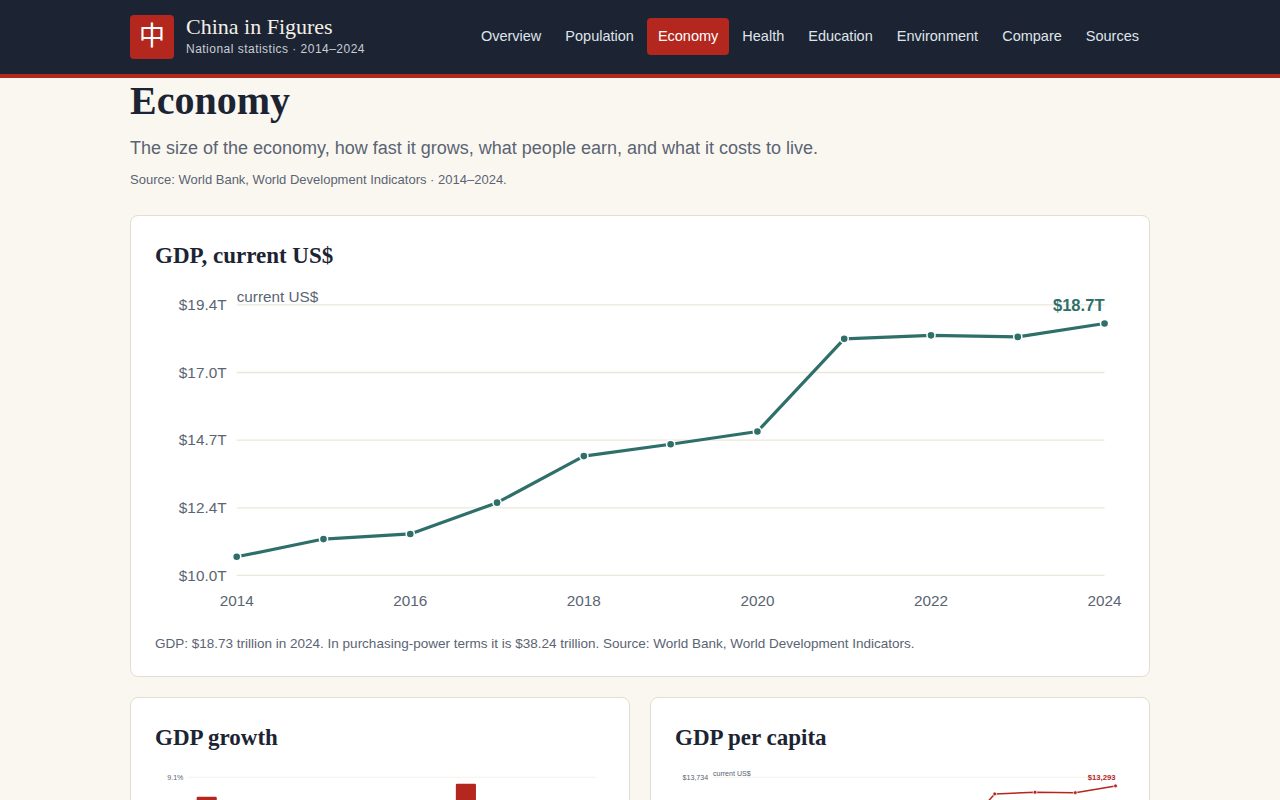 中
China in Figures
National statistics · 2014–2024
Overview
Population
Economy
Health
Education
Environment
Compare
Sources
Economy
The size of the economy, how fast it grows, what people earn, and what it costs to live.
Source: World Bank, World Development Indicators · 2014–2024.
GDP, current US$
current US$
$19.4T
$18.7T
$17.0T
$14.7T
$12.4T
$10.0T
2014 2016 2018 2020 2022 2024
GDP: $18.73 trillion in 2024. In purchasing-power terms it is $38.24 trillion. Source: World Bank, World Development Indicators.
GDP growth
9.1%
GDP per capita
current US$
$13,734
$13,293